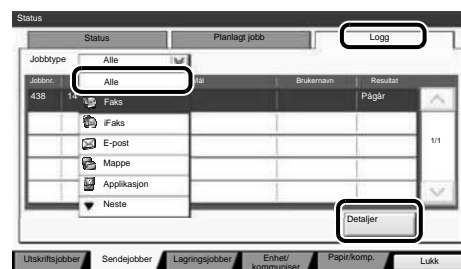 Status
Status Planlagt jobb Logg
Jobbtype Alle
Jobbnr. Mål Brukernavn Resultat
Alle
438 14 Pågår
Faks
iFaks
E-post
1/1
Mappe
Applikasjon
Neste
Detaljer
Utskriftsjobber Sendejobber Lagringsjobber Enhet/ kommuniser Papir/komp. Lukk